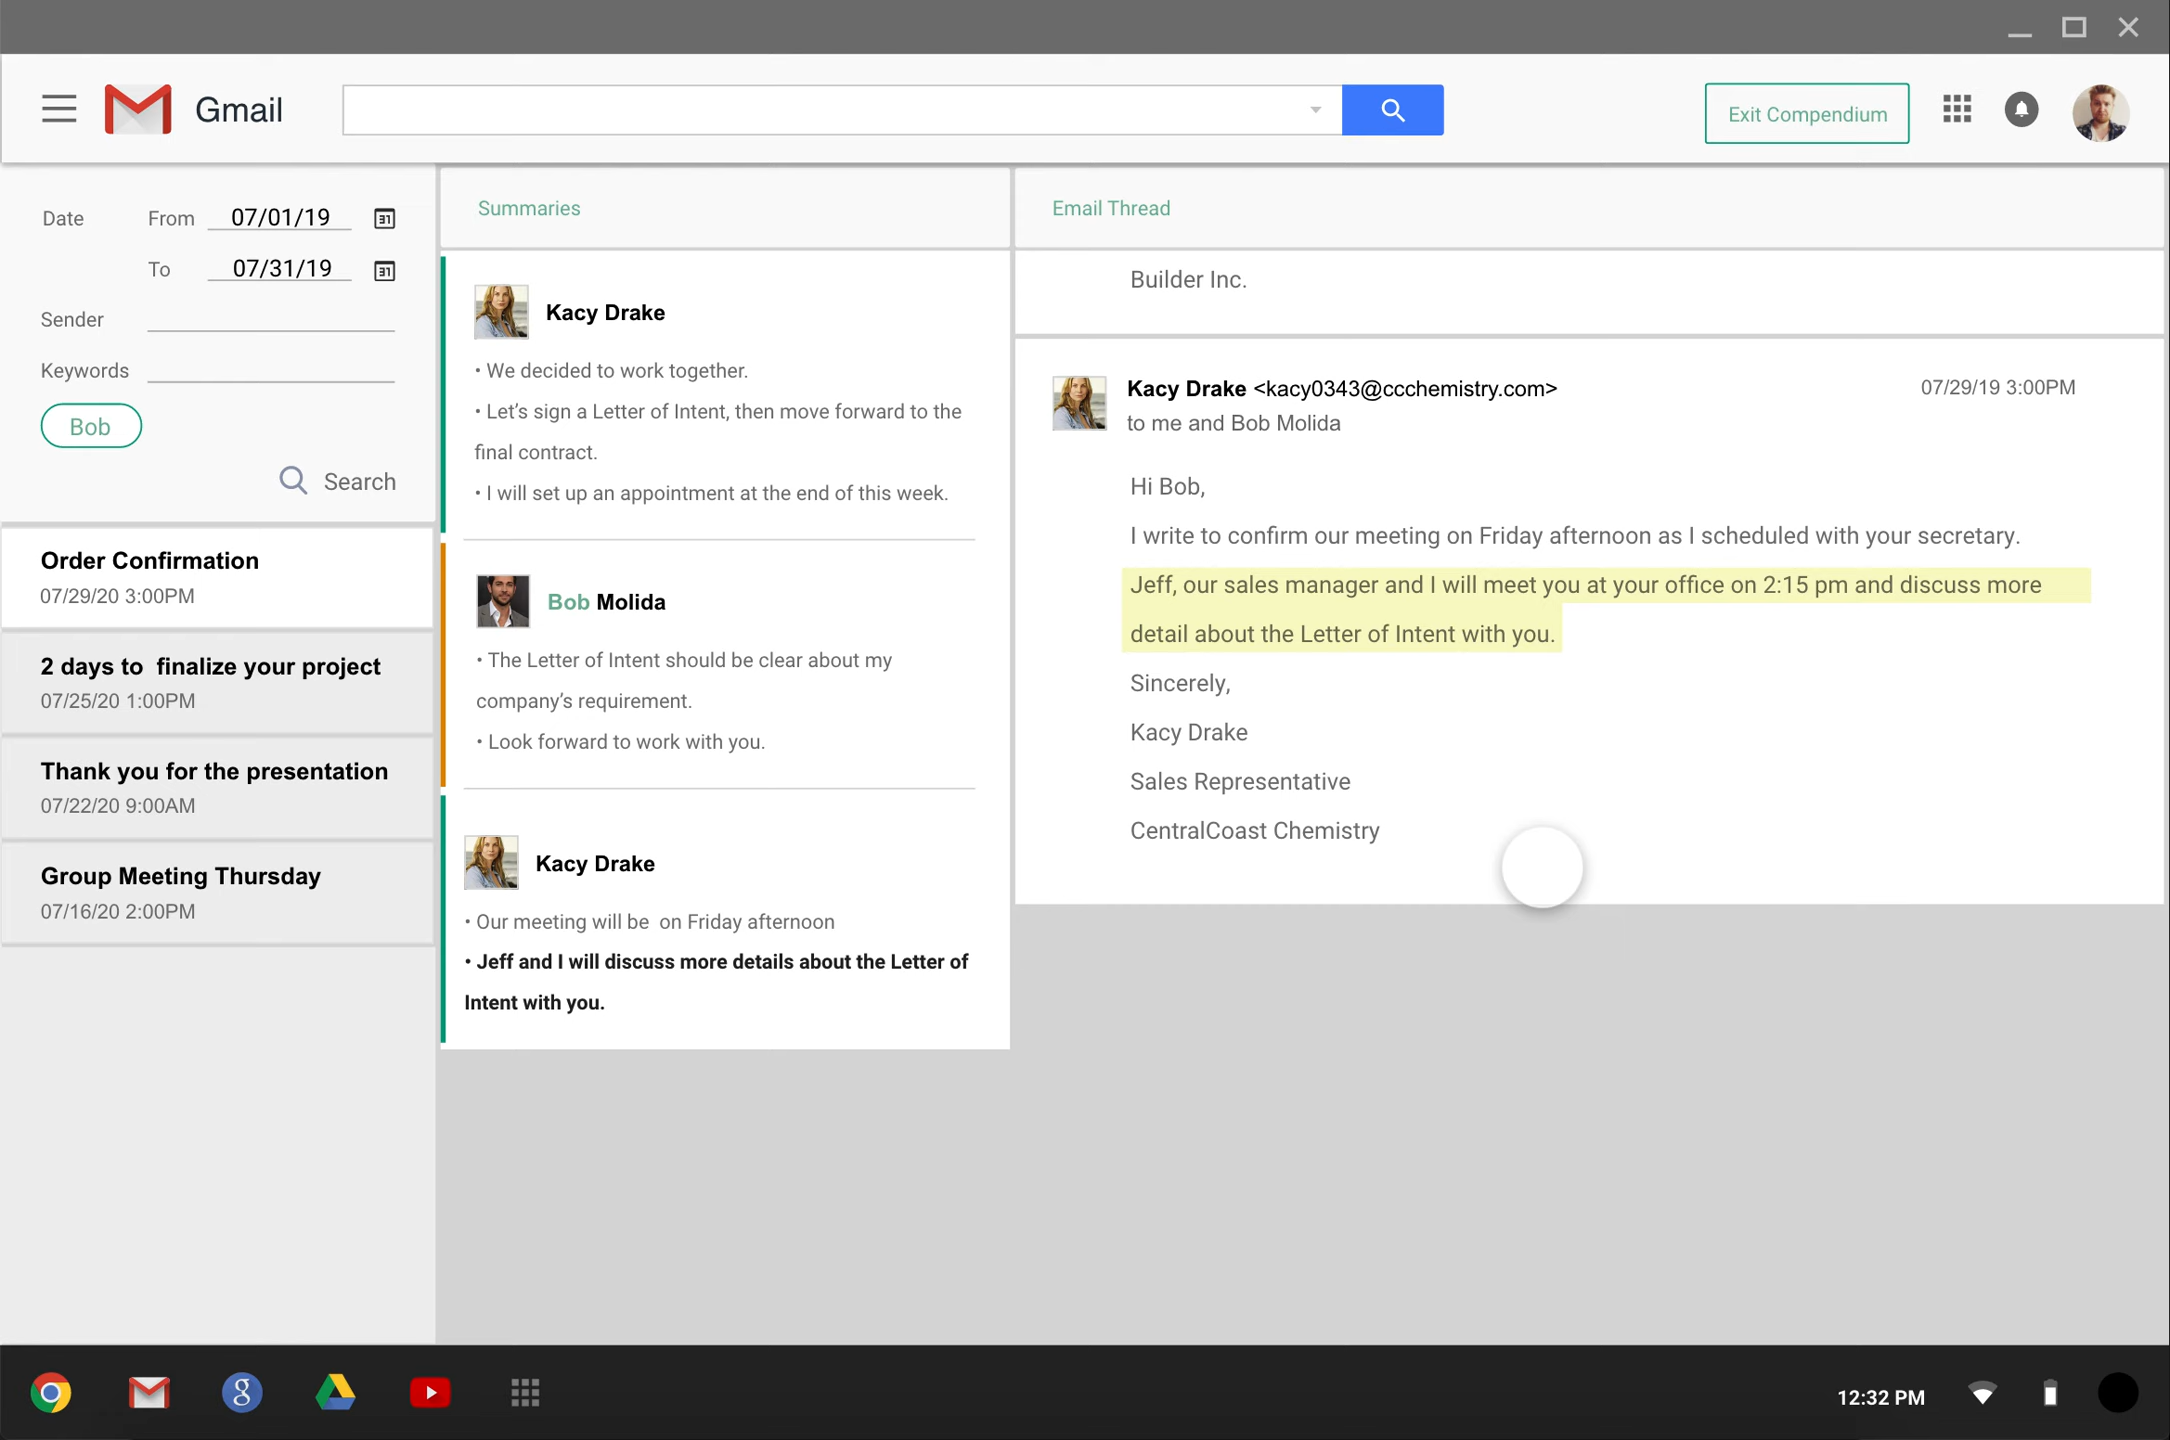 Gmail
Exit Compendium
Date From 07/01/19 31
To 07/31/19 31
Sender
Keywords
Bob
Search
Order Confirmation
07/29/20 3:00PM
2 days to  finalize your project
07/25/20 1:00PM
Thank you for the presentation
07/22/20 9:00AM
Group Meeting Thursday
07/16/20 2:00PM
Summaries
Kacy Drake
• We decided to work together.
• Let’s sign a Letter of Intent, then move forward to the
final contract.
• I will set up an appointment at the end of this week.
Bob Molida
• The Letter of Intent should be clear about my
company’s requirement.
• Look forward to work with you.
Kacy Drake
• Our meeting will be  on Friday afternoon
• Jeff and I will discuss more details about the Letter of
Intent with you.
Email Thread
Builder Inc.
Kacy Drake <kacy0343@ccchemistry.com> 07/29/19 3:00PM
to me and Bob Molida
Hi Bob,
I write to confirm our meeting on Friday afternoon as I scheduled with your secretary.
Jeff, our sales manager and I will meet you at your office on 2:15 pm and discuss more
detail about the Letter of Intent with you.
Sincerely,
Kacy Drake
Sales Representative
CentralCoast Chemistry
g
12:32 PM